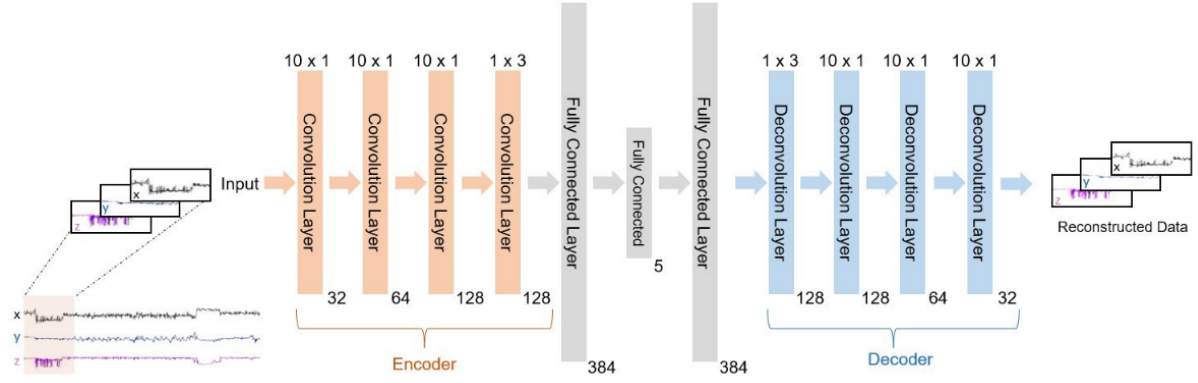 10 x 1
10 x 1
10 x 1
1 x 3
1 x 3
10 x 1
10 x 1
10 x 1
x
y
z
Input
Convolution Layer
Convolution Layer
Convolution Layer
Convolution Layer
Fully Connected Layer
Fully Connected
Fully Connected Layer
Deconvolution Layer
Deconvolution Layer
Deconvolution Layer
Deconvolution Layer
x
y
z
Reconstructed Data
5
32
64
128
128
128
128
64
32
x
y
z
Encoder
384
384
Decoder